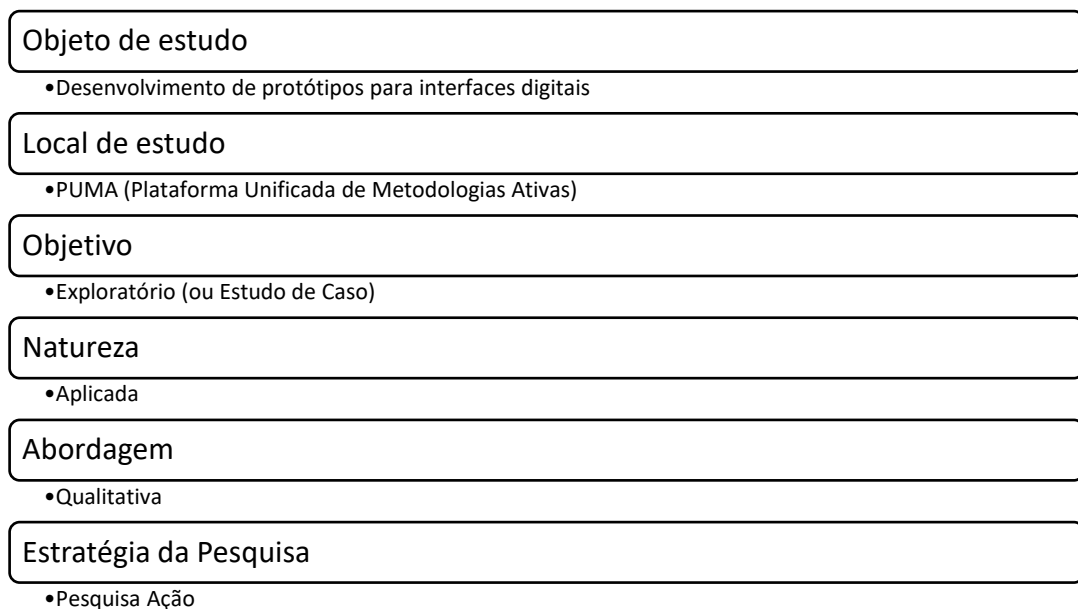 Objeto de estudo
•Desenvolvimento de protótipos para interfaces digitais
Local de estudo
•PUMA (Plataforma Unificada de Metodologias Ativas)
Objetivo
•Exploratório (ou Estudo de Caso)
Natureza
•Aplicada
Abordagem
•Qualitativa
Estratégia da Pesquisa
•Pesquisa Ação